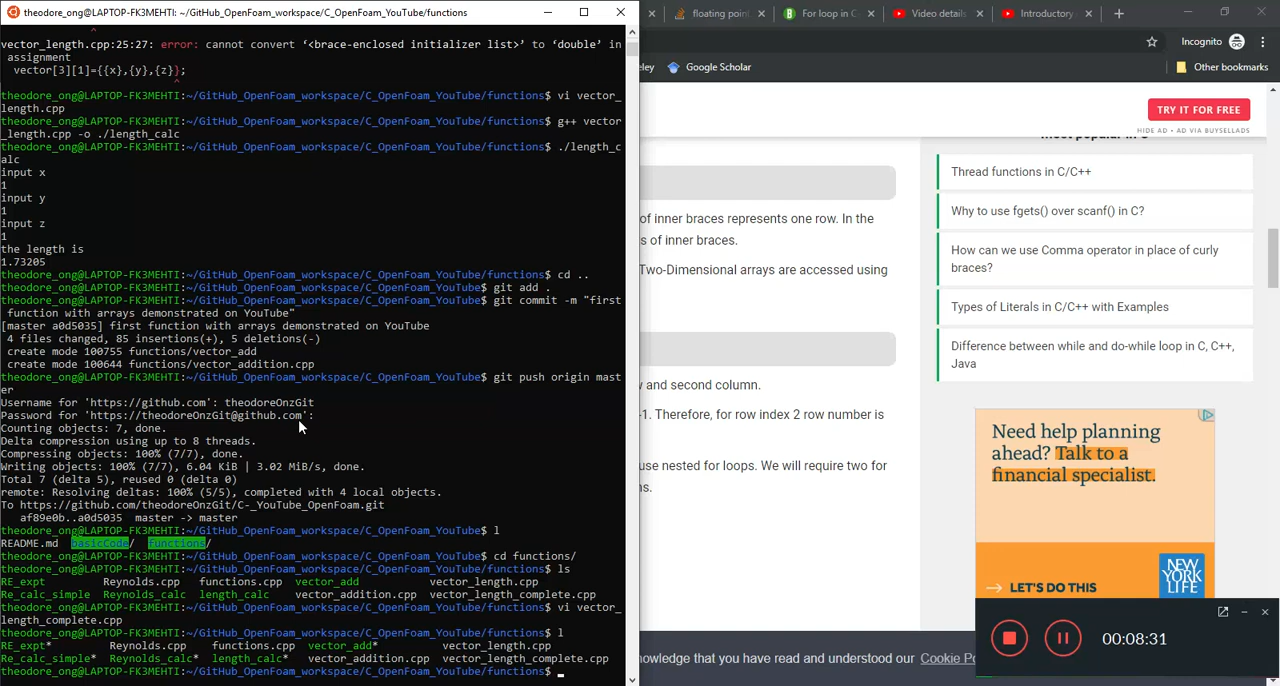 theodore_ong@LAPTOP-FK3MEHTI:~/GitHub_OpenFoam_workspace/C_OpenFoam_YouTube/functions
^
vector_length.cpp:25:27: error: cannot convert ‘<brace-enclosed initializer list>’ to ‘double’ in
 assignment
  vector[3][1]={{x},{y},{z}};
^
theodore_ong@LAPTOP-FK3MEHTI:~/GitHub_OpenFoam_workspace/C_OpenFoam_YouTube/functions$ vi vector_
length.cpp
theodore_ong@LAPTOP-FK3MEHTI:~/GitHub_OpenFoam_workspace/C_OpenFoam_YouTube/functions$ g++ vector
_length.cpp -o ./length_calc
theodore_ong@LAPTOP-FK3MEHTI:~/GitHub_OpenFoam_workspace/C_OpenFoam_YouTube/functions$ ./length_c
alc
input x
1
input y
1
input z
1
the length is
1.73205
theodore_ong@LAPTOP-FK3MEHTI:~/GitHub_OpenFoam_workspace/C_OpenFoam_YouTube/functions$ cd ..
theodore_ong@LAPTOP-FK3MEHTI:~/GitHub_OpenFoam_workspace/C_OpenFoam_YouTube$ git add .
theodore_ong@LAPTOP-FK3MEHTI:~/GitHub_OpenFoam_workspace/C_OpenFoam_YouTube$ git commit -m "first
 function with arrays demonstrated on YouTube"
[master a0d5035] first function with arrays demonstrated on YouTube
 4 files changed, 85 insertions(+), 5 deletions(-)
 create mode 100755 functions/vector_add
 create mode 100644 functions/vector_addition.cpp
theodore_ong@LAPTOP-FK3MEHTI:~/GitHub_OpenFoam_workspace/C_OpenFoam_YouTube$ git push origin mast
er
Username for 'https://github.com': theodoreOnzGit
Password for 'https://theodoreOnzGit@github.com':
Counting objects: 7, done.
Delta compression using up to 8 threads.
Compressing objects: 100% (7/7), done.
Writing objects: 100% (7/7), 6.04 KiB | 3.02 MiB/s, done.
Total 7 (delta 5), reused 0 (delta 0)
remote: Resolving deltas: 100% (5/5), completed with 4 local objects.
To https://github.com/theodoreOnzGit/C-_YouTube_OpenFoam.git
   af89e0b..a0d5035  master -> master
theodore_ong@LAPTOP-FK3MEHTI:~/GitHub_OpenFoam_workspace/C_OpenFoam_YouTube$ l
README.md  basicCode/  functions/
theodore_ong@LAPTOP-FK3MEHTI:~/GitHub_OpenFoam_workspace/C_OpenFoam_YouTube$ cd functions/
theodore_ong@LAPTOP-FK3MEHTI:~/GitHub_OpenFoam_workspace/C_OpenFoam_YouTube/functions$ ls
RE_expt         Reynolds.cpp   functions.cpp  vector_add           vector_length.cpp
Re_calc_simple  Reynolds_calc  length_calc    vector_addition.cpp  vector_length_complete.cpp
theodore_ong@LAPTOP-FK3MEHTI:~/GitHub_OpenFoam_workspace/C_OpenFoam_YouTube/functions$ vi vector_
length_complete.cpp
theodore_ong@LAPTOP-FK3MEHTI:~/GitHub_OpenFoam_workspace/C_OpenFoam_YouTube/functions$ l
RE_expt*         Reynolds.cpp    functions.cpp  vector_add*          vector_length.cpp
Re_calc_simple*  Reynolds_calc*  length_calc*   vector_addition.cpp  vector_length_complete.cpp
theodore_ong@LAPTOP-FK3MEHTI:~/GitHub_OpenFoam_workspace/C_OpenFoam_YouTube/functions$
floating poin
For loop in C
Video details
Introductory
Incognito
eley Google Scholar Other bookmarks
TRY IT FOR FREE
HIDE AD • AD VIA BUYSELLADS
of inner braces represents one row. In the
s of inner braces.
Two-Dimensional arrays are accessed using
w and second column.
-1. Therefore, for row index 2 row number is
use nested for loops. We will require two for
ns.
Thread functions in C/C++
Why to use fgets() over scanf() in C?
How can we use Comma operator in place of curly
braces?
Types of Literals in C/C++ with Examples
Difference between while and do-while loop in C, C++,
Java
Need help planning
ahead? Talk to a
financial specialist.
LET'S DO THIS
NEW
YORK
LIFE
00:08:31
nowledge that you have read and understood our Cookie Po